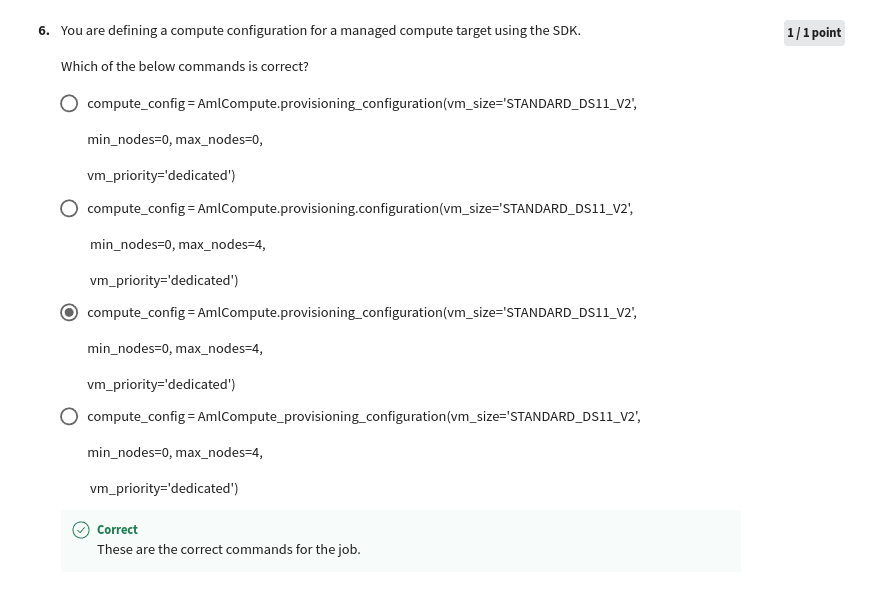 6. You are defining a compute configuration for a managed compute target using the SDK.
1 / 1 point
Which of the below commands is correct?
compute_config = AmlCompute.provisioning_configuration(vm_size='STANDARD_DS11_V2',
min_nodes=0, max_nodes=0,
vm_priority='dedicated')
compute_config = AmlCompute.provisioning.configuration(vm_size='STANDARD_DS11_V2',
min_nodes=0, max_nodes=4,
vm_priority='dedicated')
compute_config = AmlCompute.provisioning_configuration(vm_size='STANDARD_DS11_V2',
min_nodes=0, max_nodes=4,
vm_priority='dedicated')
compute_config = AmlCompute_provisioning_configuration(vm_size='STANDARD_DS11_V2',
min_nodes=0, max_nodes=4,
vm_priority='dedicated')
Correct
These are the correct commands for the job.